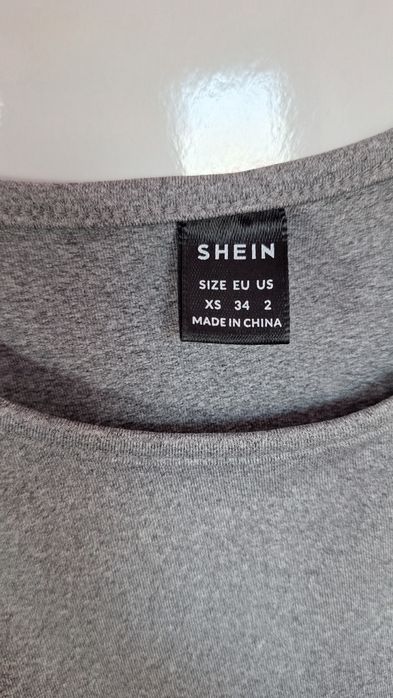 SHEIN
SIZE EU US
XS 34 2
MADE IN CHINA